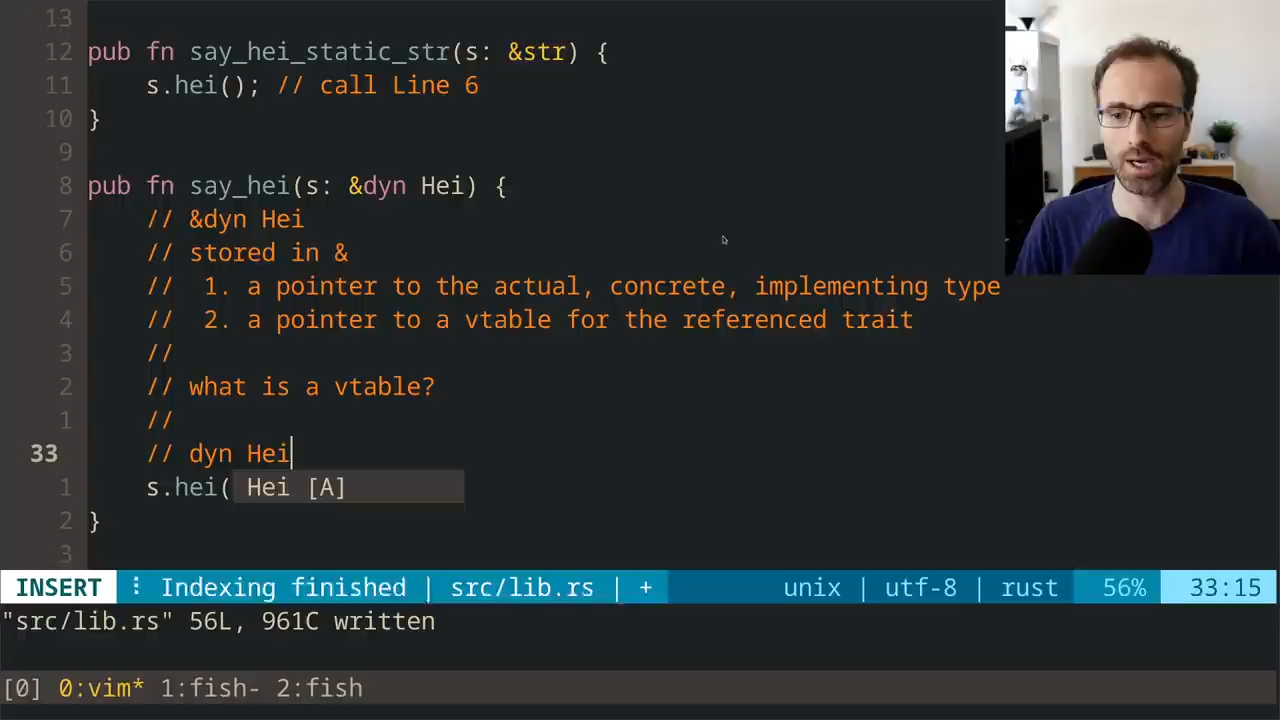 13
12 pub fn say_hei_static_str(s: &str) {
11 s.hei(); // call Line 6
10 }
9
8 pub fn say_hei(s: &dyn Hei) {
7 // &dyn Hei
6 // stored in &
5 //  1. a pointer to the actual, concrete, implementing type
4 //  2. a pointer to a vtable for the referenced trait
3 //
2 // what is a vtable?
1 //
33 // dyn Hei
1 s.hei( Hei [A]
2 }
3
INSERT ⋮ Indexing finished | src/lib.rs | + unix | utf-8 | rust 56% 33:15
"src/lib.rs" 56L, 961C written
[0] 0:vim* 1:fish- 2:fish